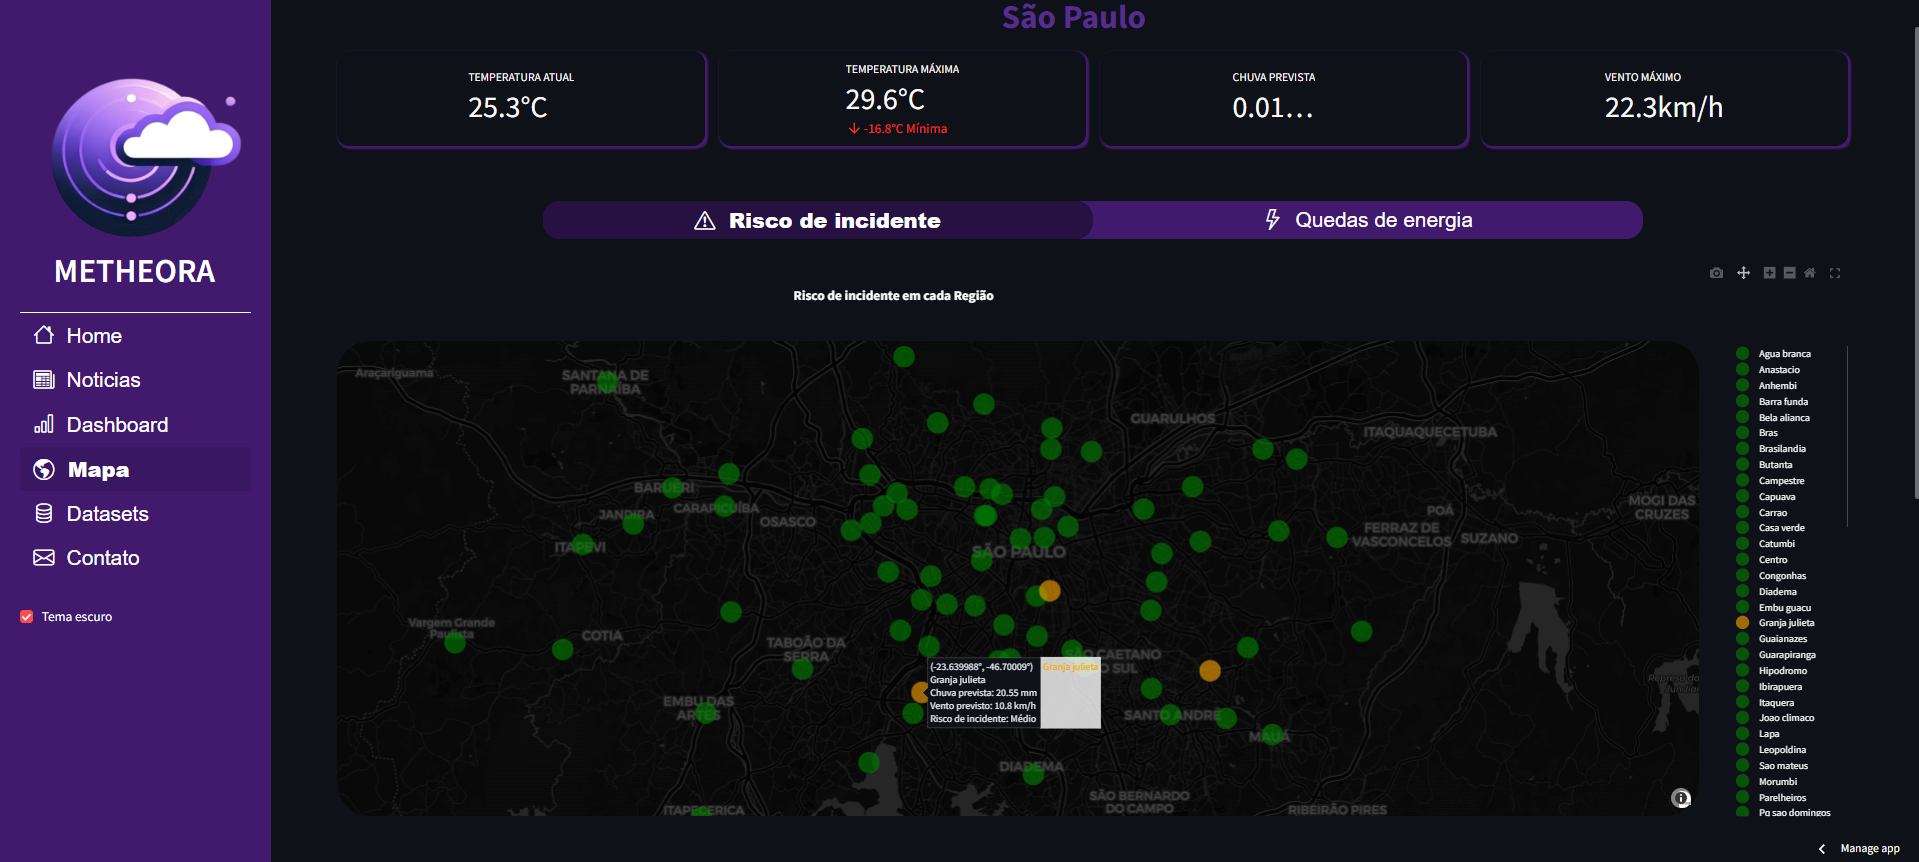 São Paulo
TEMPERATURA ATUAL
25.3°C
TEMPERATURA MÁXIMA
29.6°C
-16.8°C Mínima
CHUVA PREVISTA
0.01...
VENTO MÁXIMO
22.3km/h
METHEORA
Home
Noticias
Dashboard
Mapa
Datasets
Contato
Tema escuro
Risco de incidente
Quedas de energia
Risco de incidente em cada Região
Araçariguama
SANTANA DE
PARNAÍBA
GUARULHOS
ITAQUAQUECETUBA
BARUERI
CARAPICUÍBA
JANDIRA
OSASCO
ITAPEVI
SÃO PAULO
POÁ
FERRAZ DE
VASCONCELOS
SUZANO
MOGI DAS
CRUZES
Vargem Grande
Paulista
COTIA
TABOÃO DA
SERRA
EMBU DAS
ARTES
SANTO ANDRÉ
MAUÁ
DIADEMA
SÃO BERNARDO
DO CAMPO
RIBEIRÃO PIRES
ITAPECERICA
(-23.639988°, -46.70009°)
Granja julieta
Chuva prevista: 20.55 mm
Vento previsto: 10.8 km/h
Risco de incidente: Médio
Granja julieta
Agua branca
Anastacio
Anhembi
Barra funda
Bela alianca
Bras
Brasilandia
Butanta
Campestre
Capuava
Carrao
Casa verde
Catumbi
Centro
Congonhas
Diadema
Embu guacu
Granja julieta
Guaianazes
Guarapiranga
Hipodromo
Ibirapuera
Itaquera
Joao climaco
Lapa
Leopoldina
Sao mateus
Morumbi
Parelheiros
Pq sao domingos
Manage app